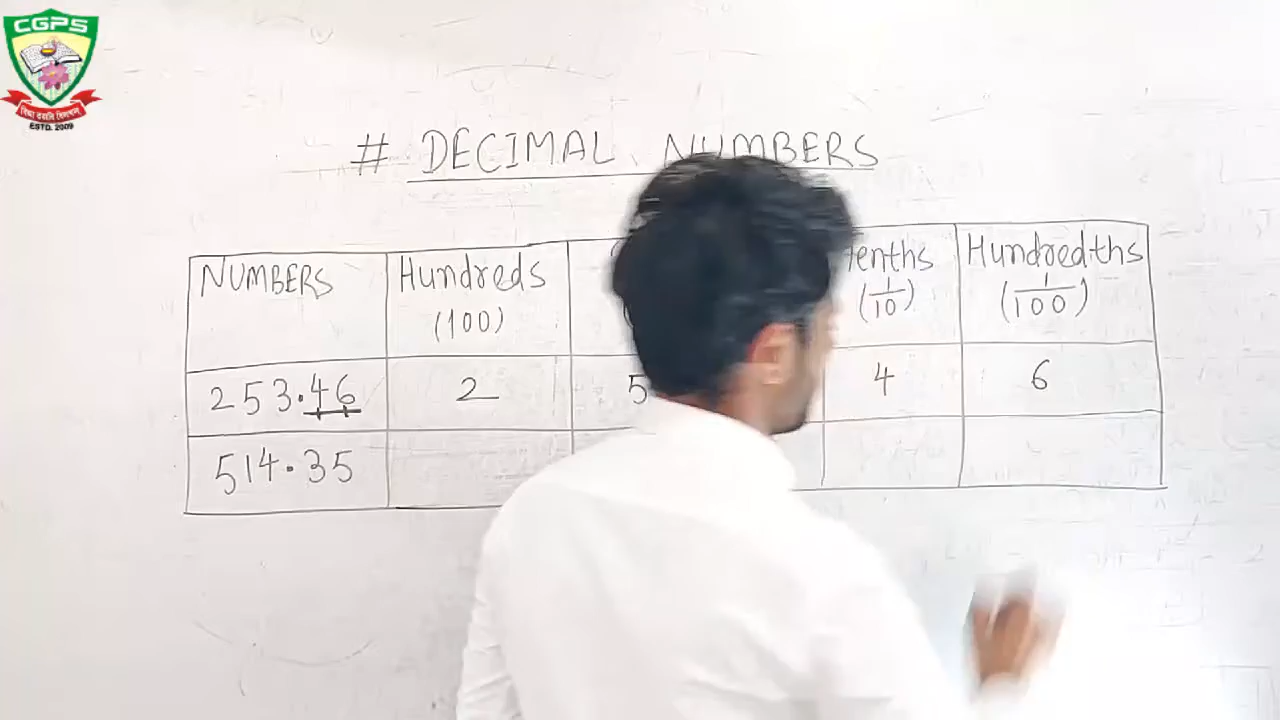 CGPS
ESTD. 2009
# DECIMAL NUMBERS
NUMBERS Hundreds Tenths Hundredths
(100) (1/10) (1/100)
253.46 2 5 4 6
514.35